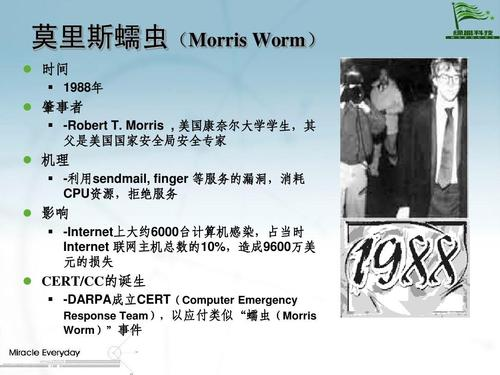 莫里斯蠕虫（Morris Worm）
绿盟科技
时间
1988年
肇事者
-Robert T. Morris , 美国康奈尔大学学生，其
父是美国国家安全局安全专家
机理
-利用sendmail, finger 等服务的漏洞，消耗
CPU资源，拒绝服务
影响
-Internet上大约6000台计算机感染，占当时
Internet 联网主机总数的10%，造成9600万美
元的损失
CERT/CC的诞生
-DARPA成立CERT（Computer Emergency
Response Team），以应付类似“蠕虫（Morris
Worm）”事件
1988
Miracle Everyday